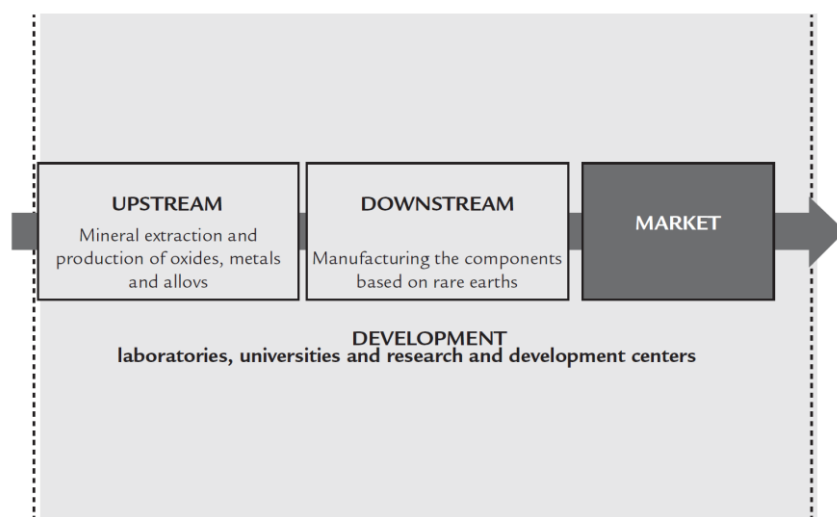 UPSTREAM
Mineral extraction and
production of oxides, metals
and alloys
DOWNSTREAM
Manufacturing the components
based on rare earths
MARKET
DEVELOPMENT
laboratories, universities and research and development centers